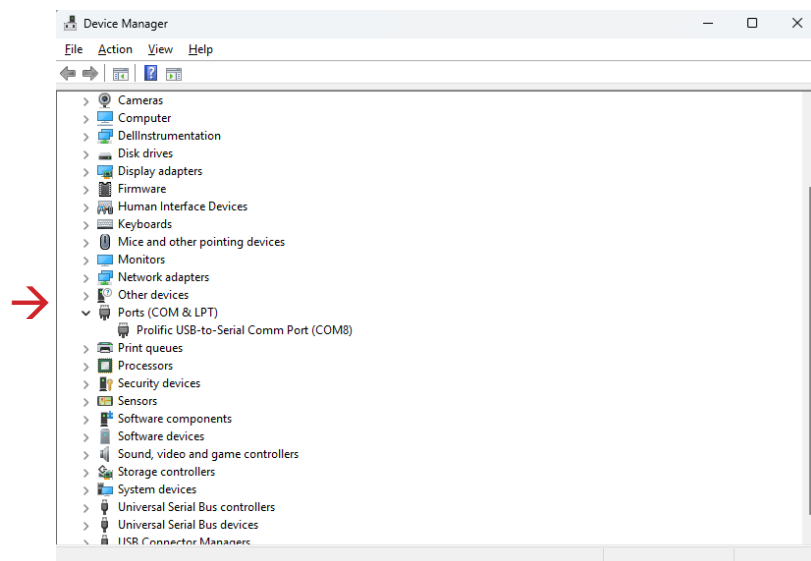 Device Manager
File Action View Help
Cameras
Computer
DellInstrumentation
Disk drives
Display adapters
Firmware
Human Interface Devices
Keyboards
Mice and other pointing devices
Monitors
Network adapters
Other devices
Ports (COM & LPT)
Prolific USB-to-Serial Comm Port (COM8)
Print queues
Processors
Security devices
Sensors
Software components
Software devices
Sound, video and game controllers
Storage controllers
System devices
Universal Serial Bus controllers
Universal Serial Bus devices
USB Connector Managers